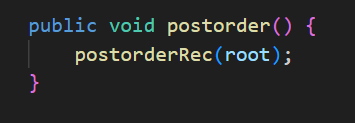 public void postorder() {
    postorderRec(root);
}